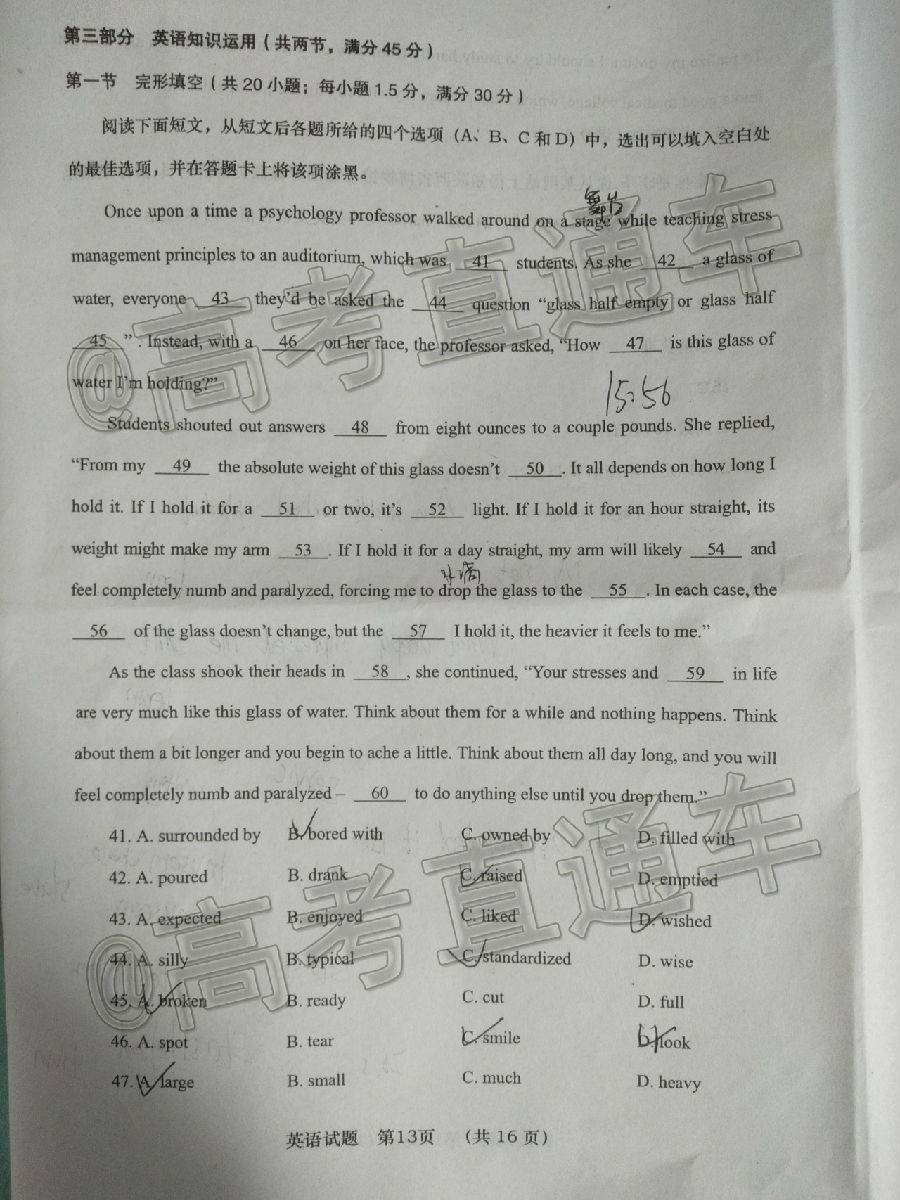 第三部分 英语知识运用（共两节，满分 45 分）
第一节 完形填空（共 20 小题；每小题 1.5 分，满分 30 分）
阅读下面短文，从短文后各题所给的四个选项（A、B、C 和 D）中，选出可以填入空白处
的最佳选项，并在答题卡上将该项涂黑。
Once upon a time a psychology professor walked around on a stage while teaching stress
management principles to an auditorium, which was 41 students. As she 42 a glass of
water, everyone 43 they'd be asked the 44 question “glass half empty or glass half
45 ”. Instead, with a 46 on her face, the professor asked, “How 47 is this glass of
water I'm holding?”
15:56
Students shouted out answers 48 from eight ounces to a couple pounds. She replied,
“From my 49 the absolute weight of this glass doesn't 50 . It all depends on how long I
hold it. If I hold it for a 51 or two, it's 52 light. If I hold it for an hour straight, its
weight might make my arm 53 . If I hold it for a day straight, my arm will likely 54 and
feel completely numb and paralyzed, forcing me to drop the glass to the 55 . In each case, the
56 of the glass doesn't change, but the 57 I hold it, the heavier it feels to me.”
As the class shook their heads in 58 , she continued, “Your stresses and 59 in life
are very much like this glass of water. Think about them for a while and nothing happens. Think
about them a bit longer and you begin to ache a little. Think about them all day long, and you will
feel completely numb and paralyzed – 60 to do anything else until you drop them.”
41. A. surrounded by B. bored with C. owned by D. filled with
42. A. poured B. drank C. raised D. emptied
43. A. expected B. enjoyed C. liked D. wished
44. A. silly B. typical C. standardized D. wise
45. A. broken B. ready C. cut D. full
46. A. spot B. tear C. smile D. look
47. A. large B. small C. much D. heavy
英语试题 第13页 （共 16 页）
@高考直通车
@高考直通车